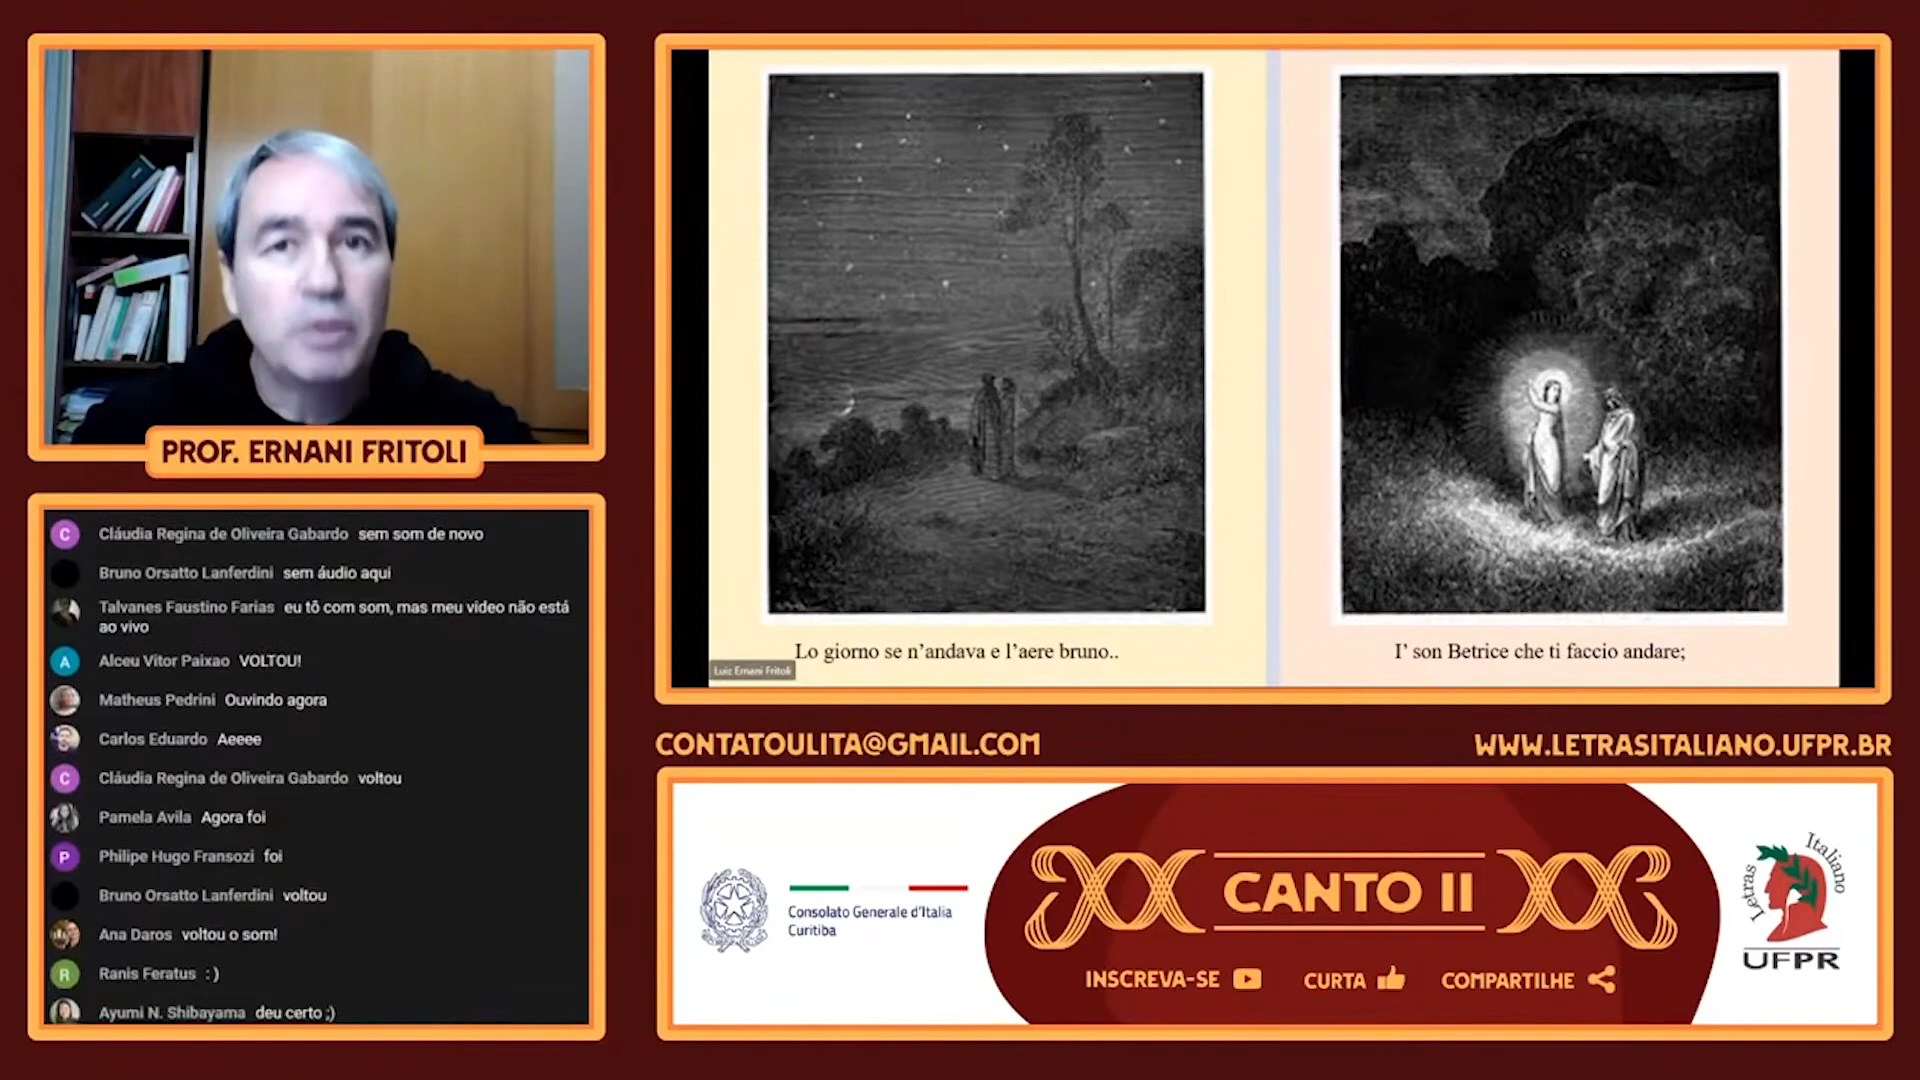 PROF. ERNANI FRITOLI
C Cláudia Regina de Oliveira Gabardo sem som de novo
Bruno Orsatto Lanferdini sem áudio aqui
Talvanes Faustino Farias eu tô com som, mas meu video não está
ao vivo
A Alceu Vitor Paixao VOLTOU!
Matheus Pedrini Ouvindo agora
Carlos Eduardo Aeeee
C Cláudia Regina de Oliveira Gabardo voltou
Pamela Avila Agora foi
P Philipe Hugo Fransozi foi
Bruno Orsatto Lanferdini voltou
Ana Daros voltou o som!
R Ranis Feratus : )
Ayumi N. Shibayama deu certo ;)
Lo giorno se n’andava e l’aere bruno..
Luiz Ernani Fritoli
I’ son Betrice che ti faccio andare;
CONTATOULITA@GMAIL.COM
WWW.LETRASITALIANO.UFPR.BR
Consolato Generale d'Italia
Curitiba
CANTO II
INSCREVA-SE
CURTA
COMPARTILHE
Letras Italiano
UFPR